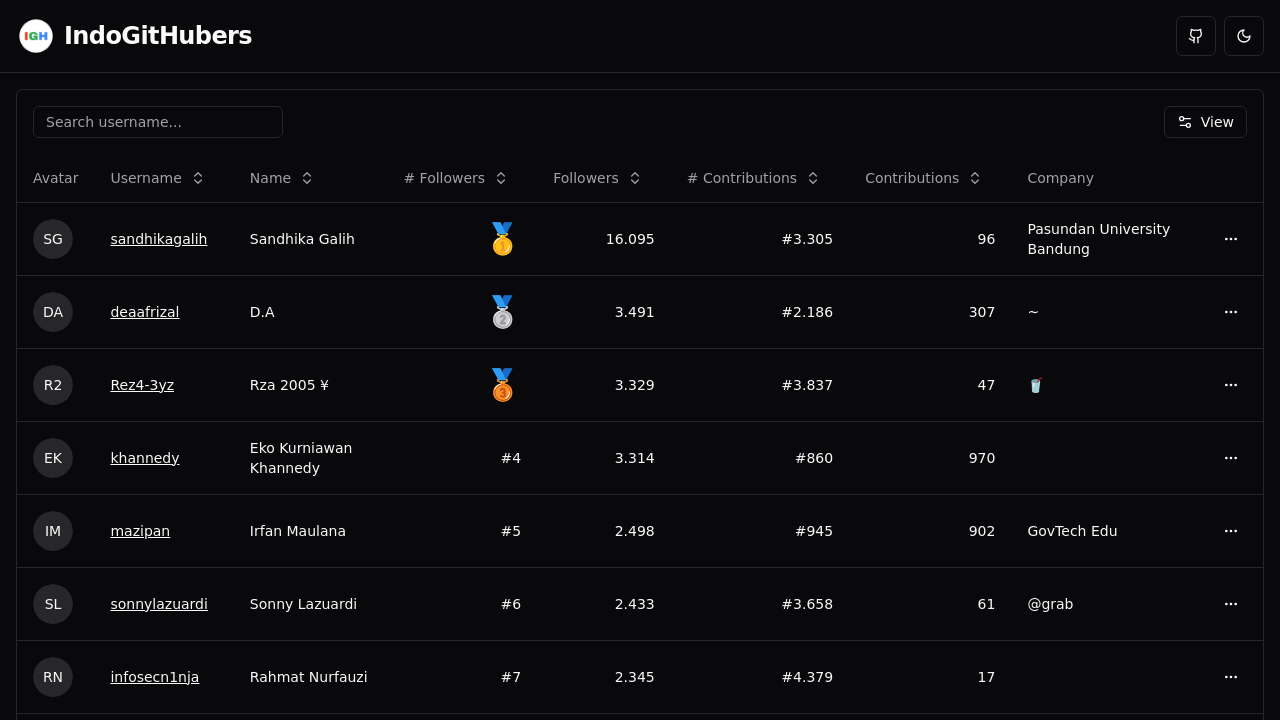 IGH IndoGitHubers
Search username...
View
Avatar Username Name # Followers Followers # Contributions Contributions Company
SG sandhikagalih Sandhika Galih 1 16.095 #3.305 96 Pasundan University
Bandung
DA deaafrizal D.A 2 3.491 #2.186 307 ~
R2 Rez4-3yz Rza 2005 ¥ 3 3.329 #3.837 47
EK khannedy Eko Kurniawan
Khannedy #4 3.314 #860 970
IM mazipan Irfan Maulana #5 2.498 #945 902 GovTech Edu
SL sonnylazuardi Sonny Lazuardi #6 2.433 #3.658 61 @grab
RN infosecn1nja Rahmat Nurfauzi #7 2.345 #4.379 17